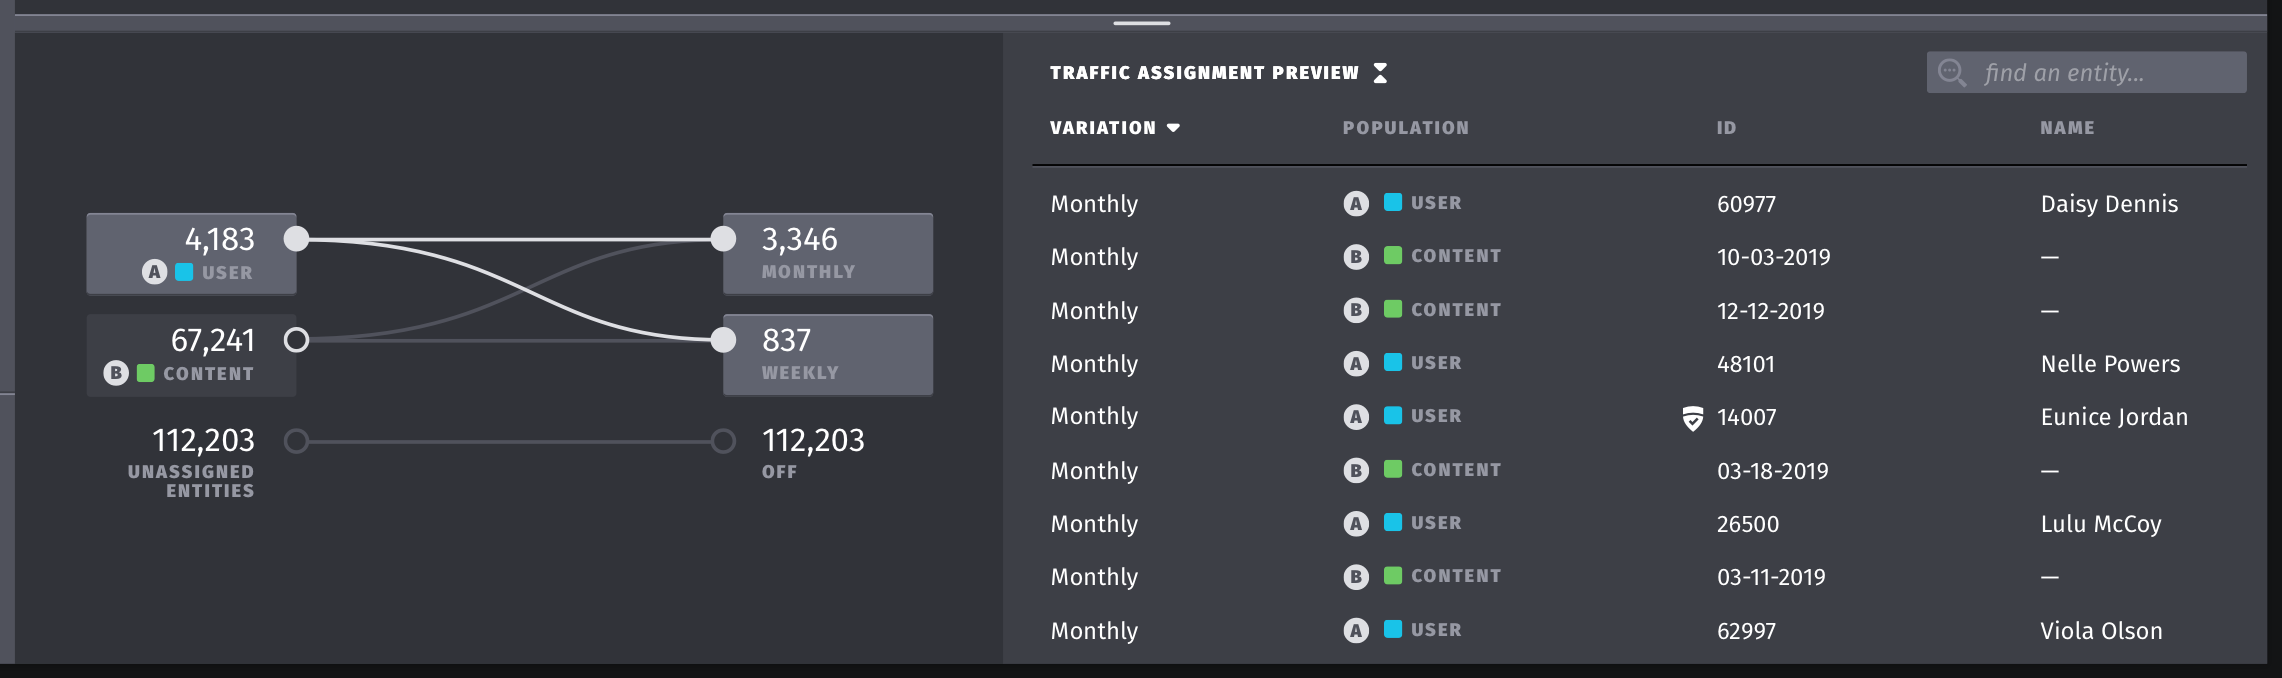 4,183
A USER
67,241
B CONTENT
112,203
UNASSIGNED
ENTITIES
3,346
MONTHLY
837
WEEKLY
112,203
OFF
TRAFFIC ASSIGNMENT PREVIEW
find an entity...
VARIATION POPULATION ID NAME
Monthly A USER 60977 Daisy Dennis
Monthly B CONTENT 10-03-2019 —
Monthly B CONTENT 12-12-2019 —
Monthly A USER 48101 Nelle Powers
Monthly A USER 14007 Eunice Jordan
Monthly B CONTENT 03-18-2019 —
Monthly A USER 26500 Lulu McCoy
Monthly B CONTENT 03-11-2019 —
Monthly A USER 62997 Viola Olson